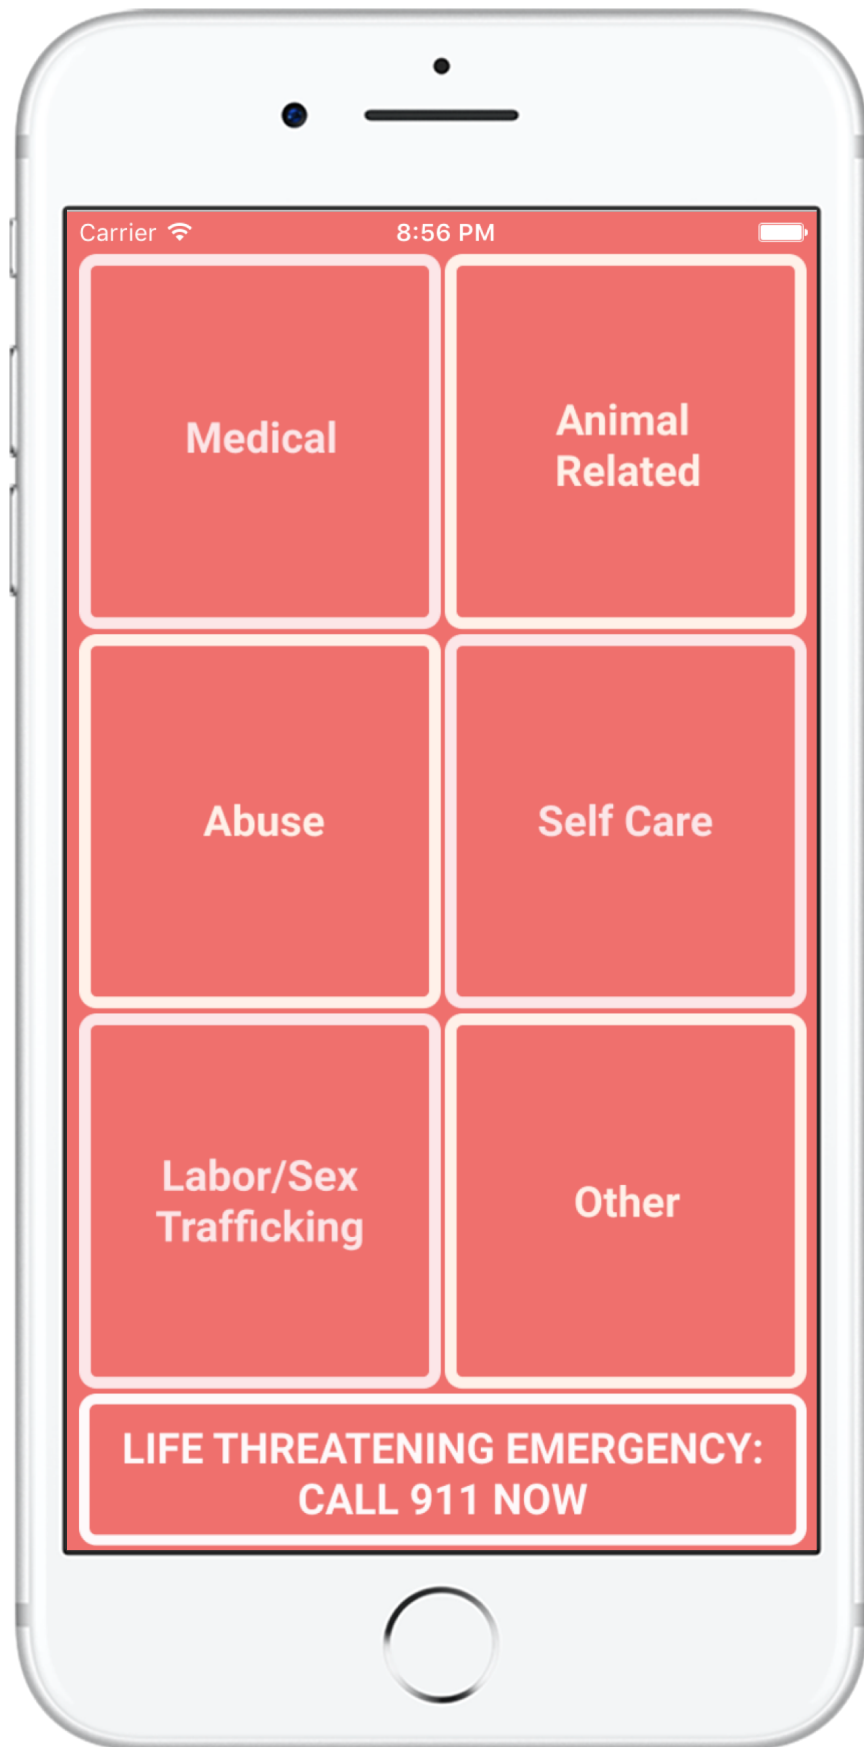 Carrier 8:56 PM
Medical
Animal
Related
Abuse
Self Care
Labor/Sex
Trafficking
Other
LIFE THREATENING EMERGENCY:
CALL 911 NOW